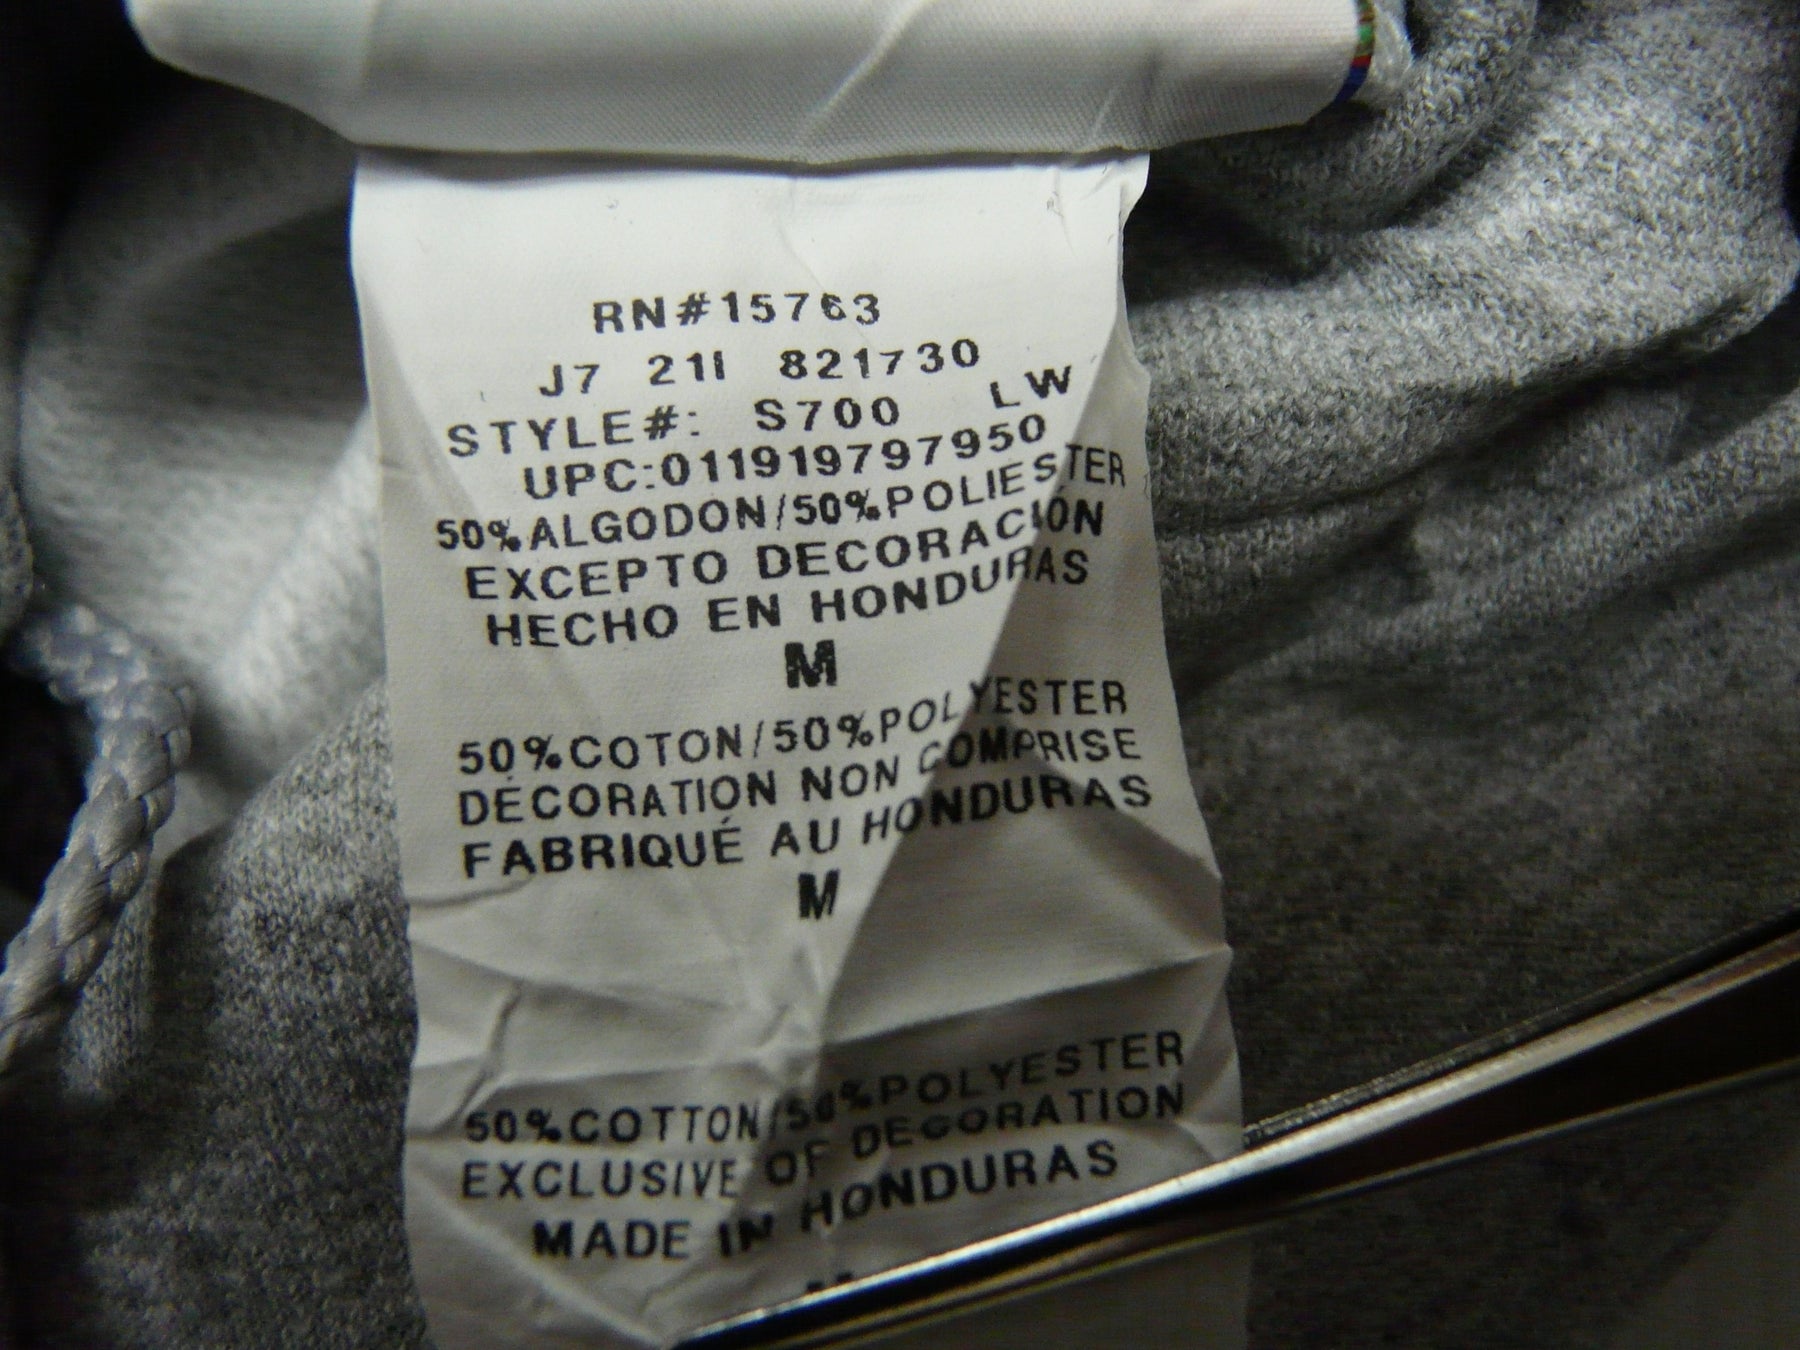 RN#15763
J7 21I 821730
STYLE#: S700 LW
UPC:011919797950
50%ALGODON/50%POLIESTER
EXCEPTO DECORACIÓN
HECHO EN HONDURAS
M
50%COTON/50%POLYESTER
DÉCORATION NON COMPRISE
FABRIQUÉ AU HONDURAS
M
50%COTTON/50%POLYESTER
EXCLUSIVE OF DECORATION
MADE IN HONDURAS